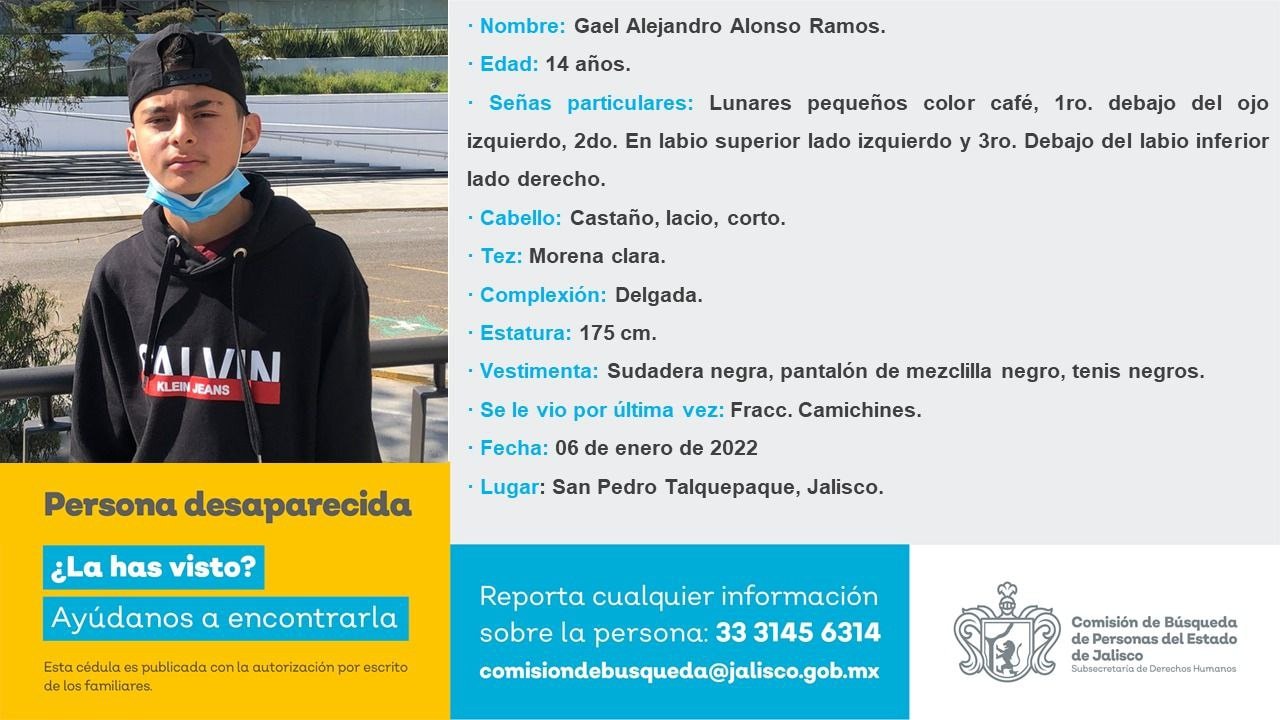 · Nombre: Gael Alejandro Alonso Ramos.
· Edad: 14 años.
· Señas particulares: Lunares pequeños color café, 1ro. debajo del ojo
izquierdo, 2do. En labio superior lado izquierdo y 3ro. Debajo del labio inferior
lado derecho.
· Cabello: Castaño, lacio, corto.
· Tez: Morena clara.
· Complexión: Delgada.
· Estatura: 175 cm.
· Vestimenta: Sudadera negra, pantalón de mezclilla negro, tenis negros.
· Se le vio por última vez: Fracc. Camichines.
· Fecha: 06 de enero de 2022
· Lugar: San Pedro Talquepaque, Jalisco.
CALVIN
KLEIN JEANS
Persona desaparecida
¿La has visto?
Ayúdanos a encontrarla
Esta cédula es publicada con la autorización por escrito
de los familiares.
Reporta cualquier información
sobre la persona: 33 3145 6314
comisiondebusqueda@jalisco.gob.mx
Comisión de Búsqueda
de Personas del Estado
de Jalisco
Subsecretaría de Derechos Humanos